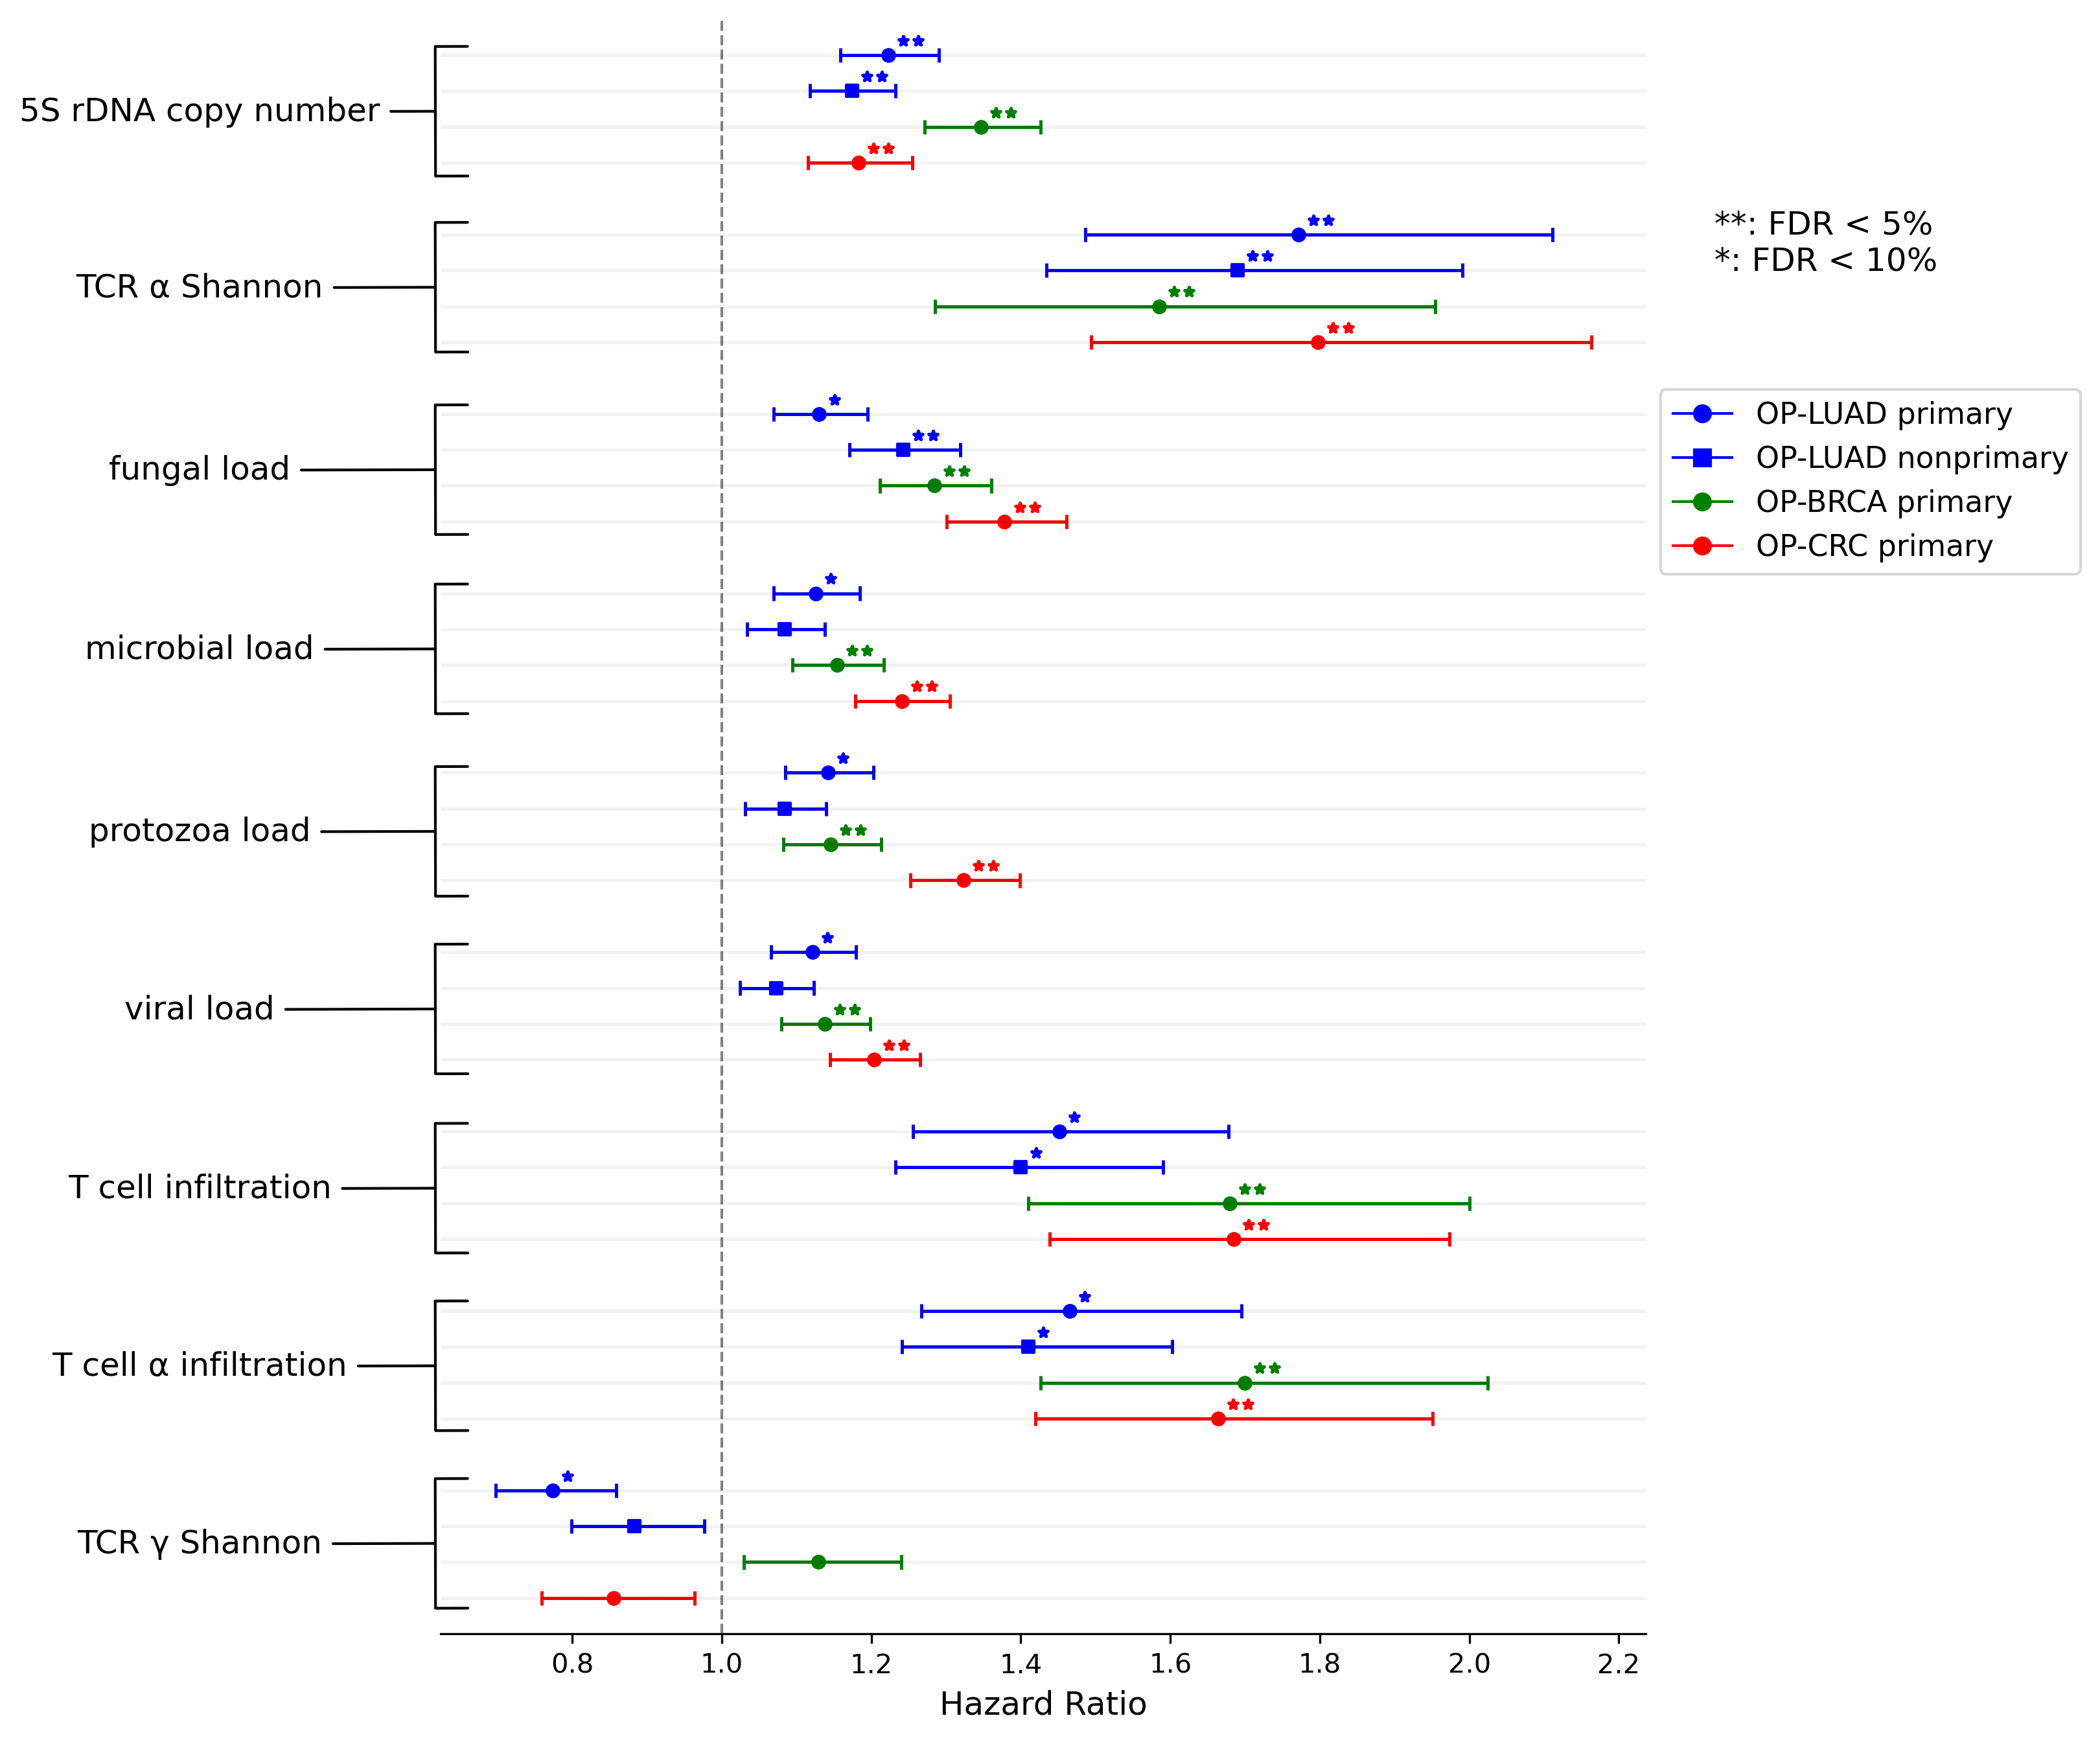 5S rDNA copy number
TCR α Shannon
**: FDR < 5%
*: FDR < 10%
fungal load
OP-LUAD primary
OP-LUAD nonprimary
OP-BRCA primary
OP-CRC primary
microbial load
protozoa load
viral load
T cell infiltration
T cell α infiltration
TCR γ Shannon
0.8 1.0 1.2 1.4 1.6 1.8 2.0 2.2
Hazard Ratio